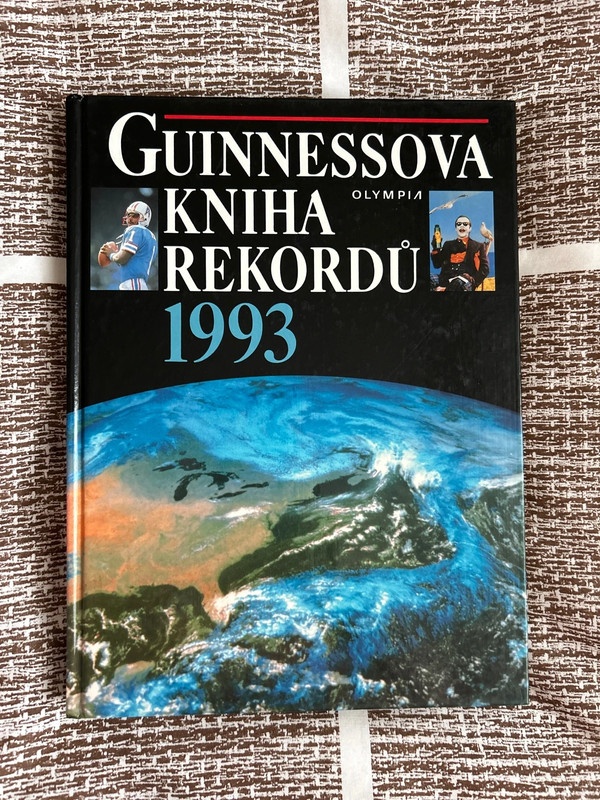 GUINNESSOVA
KNIHA
OLYMPIA
REKORDŮ
1993